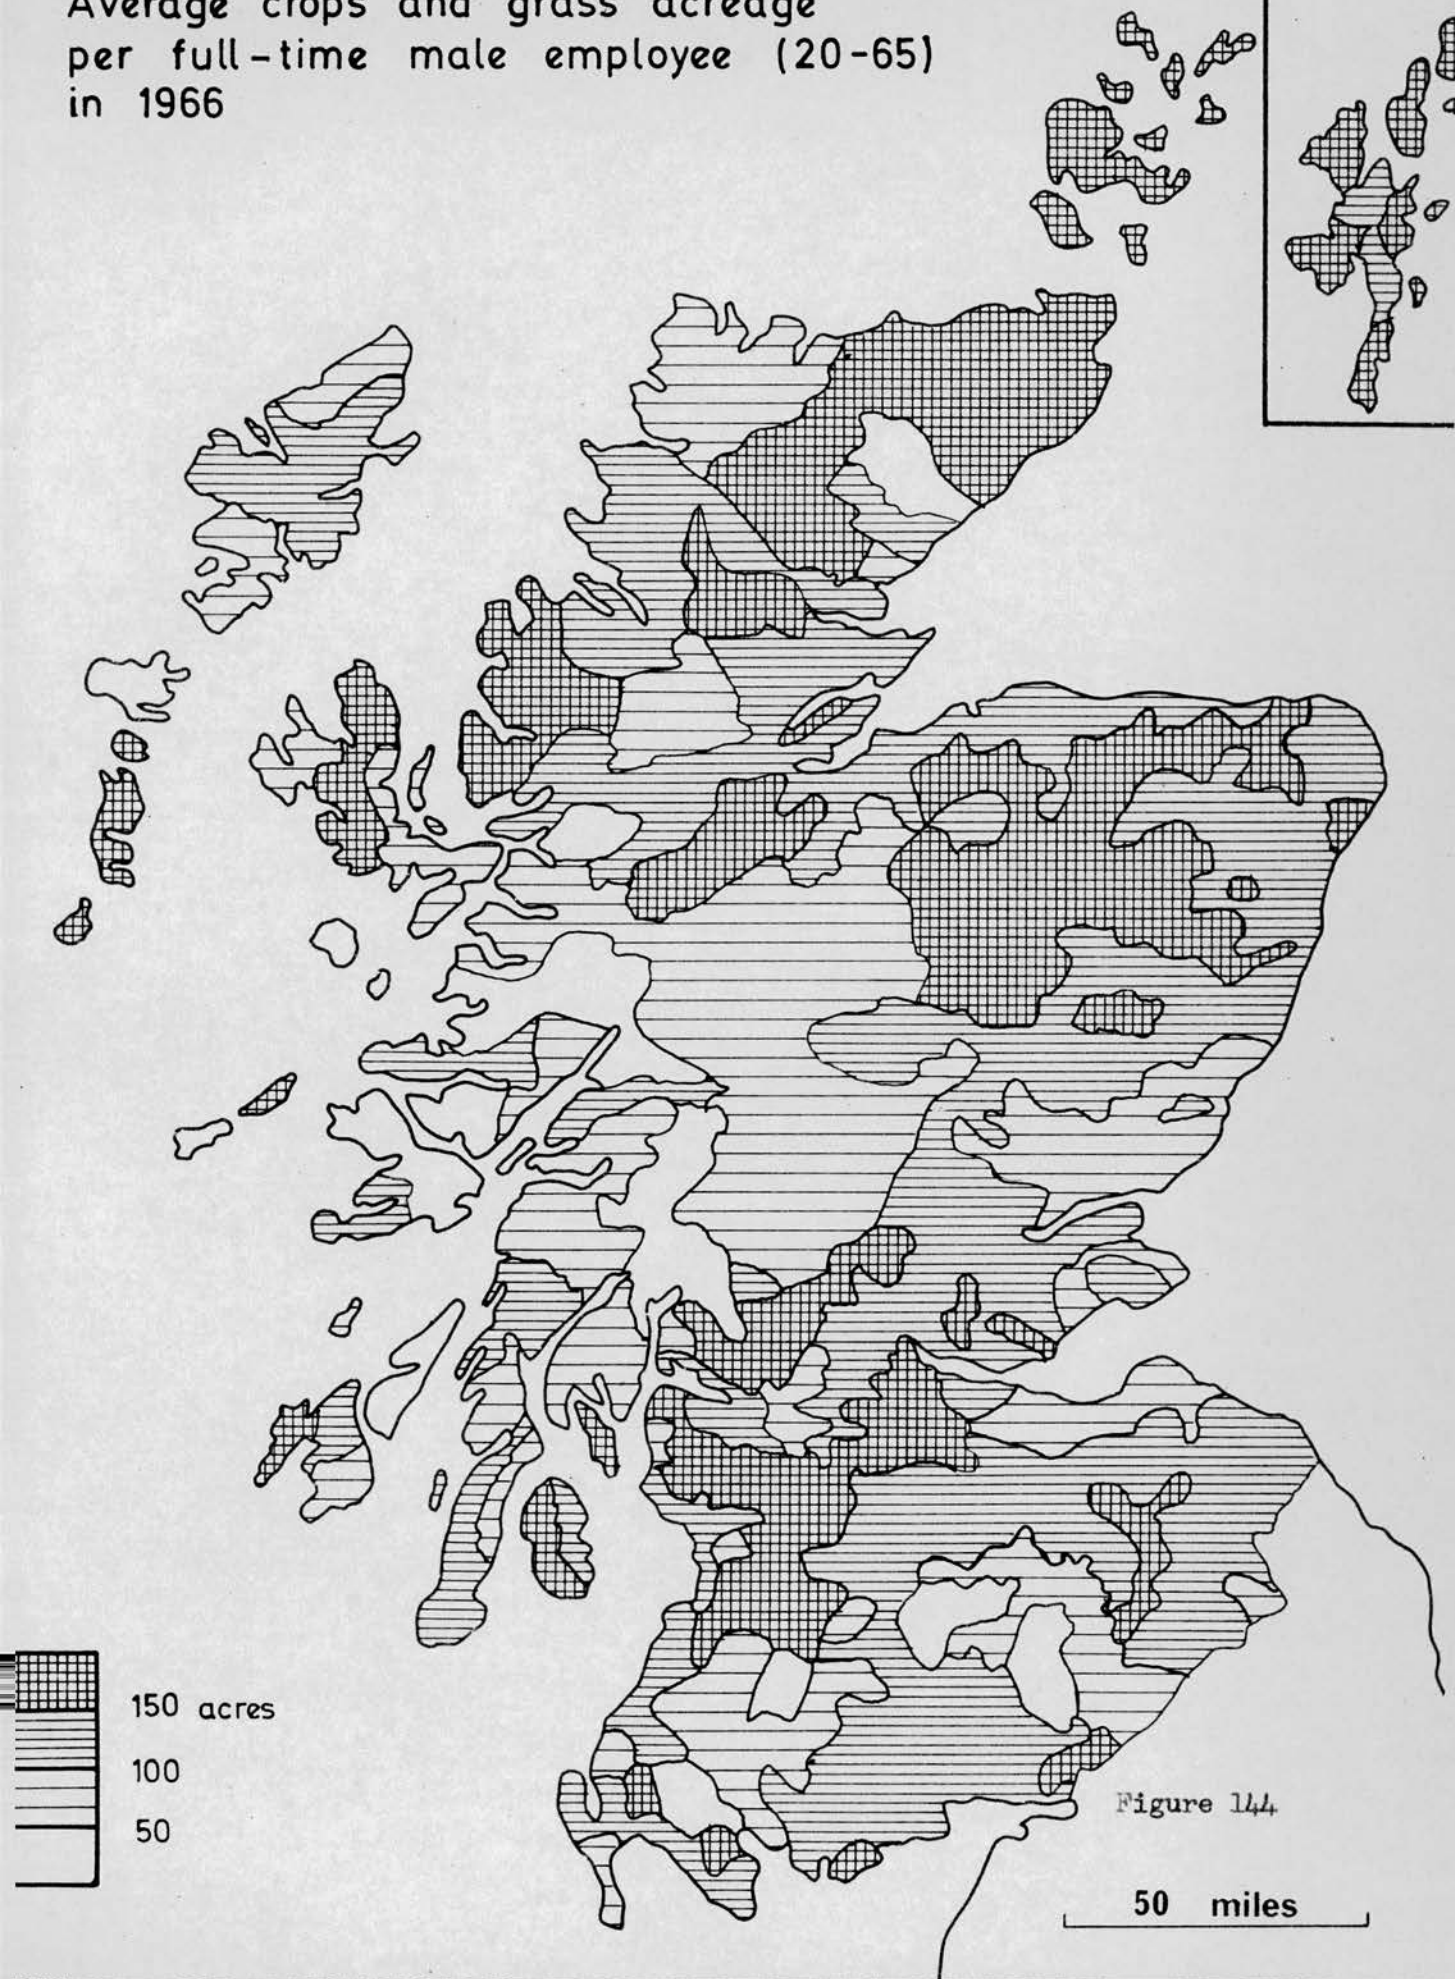 Average crops and grass acreage
per full-time male employee (20-65)
in 1966
150 acres
100
50
Figure 144
50 miles